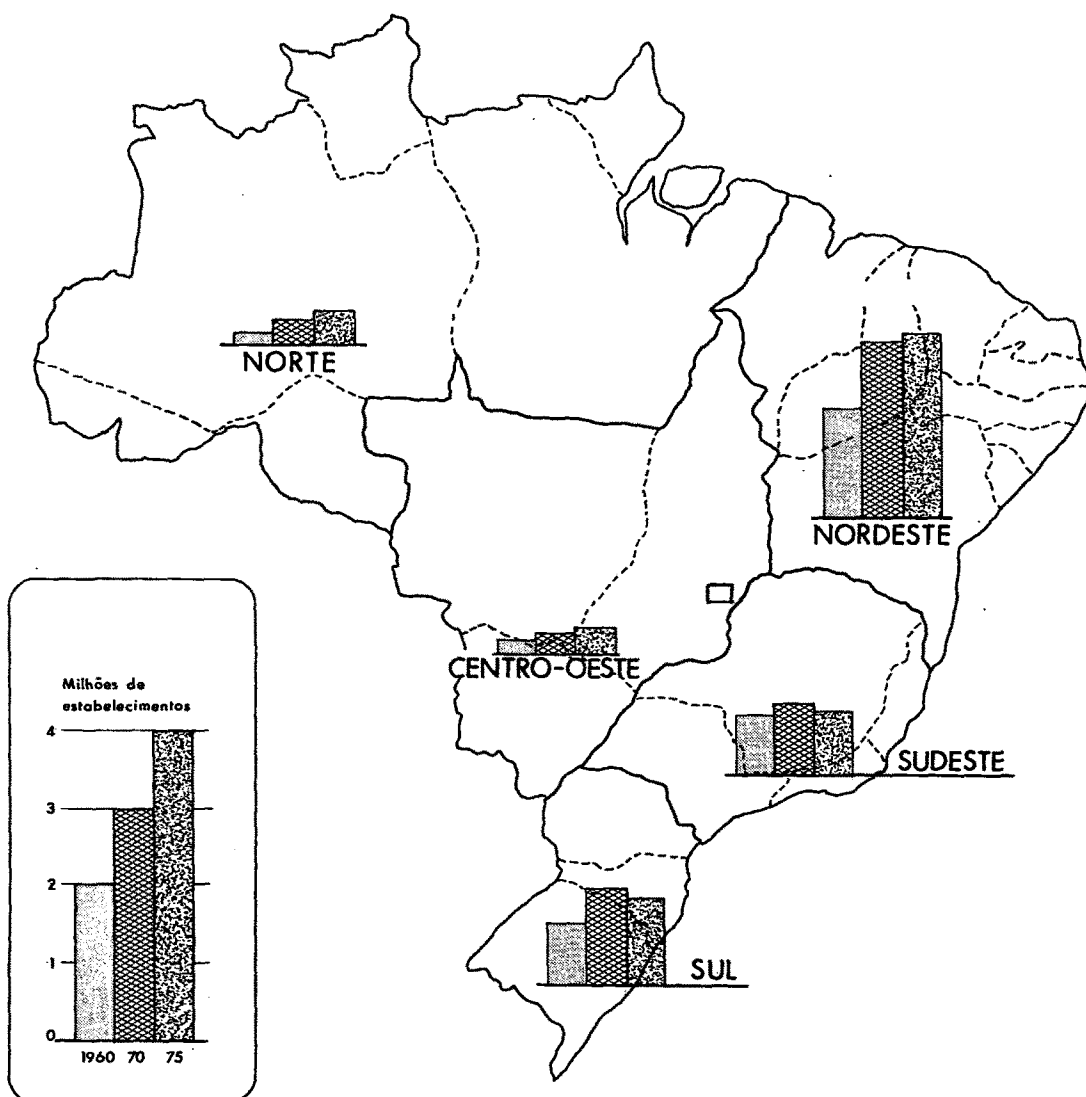 NORTE
NORDESTE
CENTRO-OESTE
SUDESTE
SUL
Milhões de
estabelecimentos
4
3
2
1
0
1960 70 75